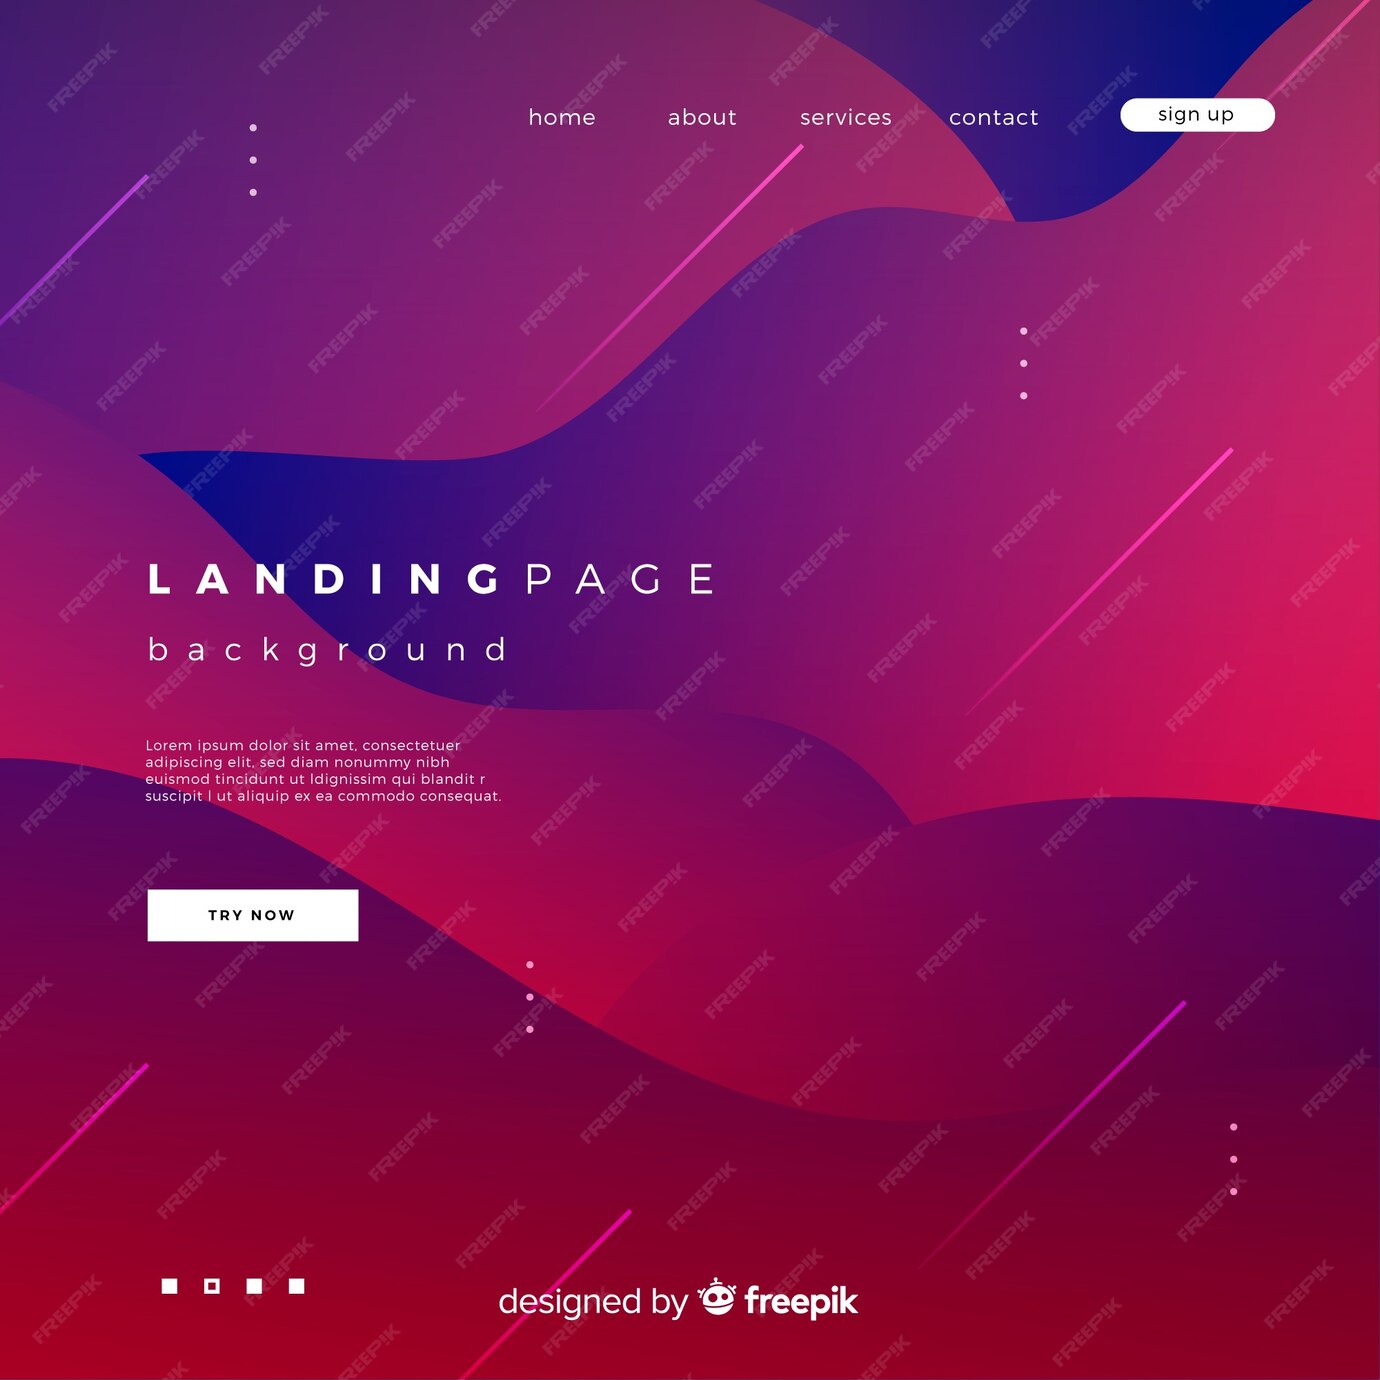 home about services contact sign up
LANDINGPAGE
background
Lorem ipsum dolor sit amet, consectetuer
adipiscing elit, sed diam nonummy nibh
euismod tincidunt ut ldignissim qui blandit r
suscipit l ut aliquip ex ea commodo consequat.
TRY NOW
designed by freepik